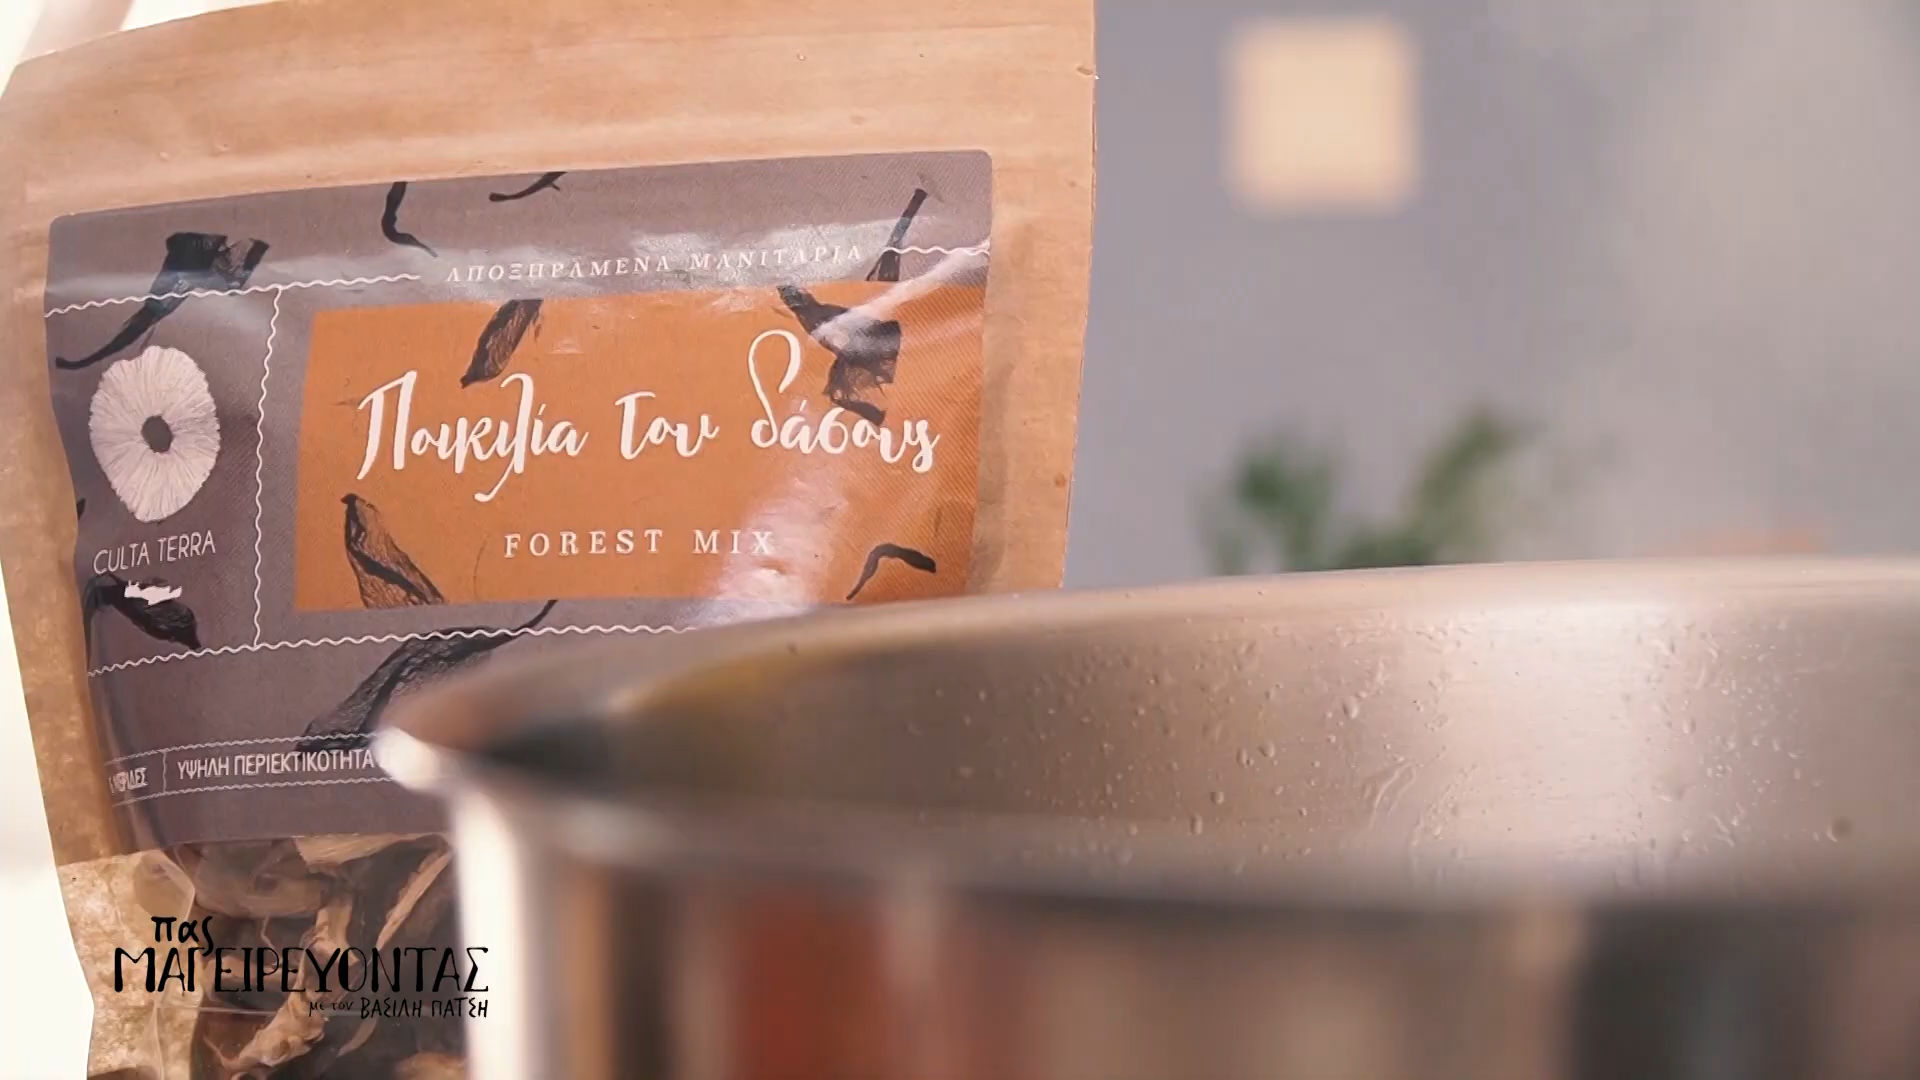 ΑΠΟΞΗΡΑΜΕΝΑ ΜΑΝΙΤΑΡΙΑ
Ποικιλία του δάσους
FOREST MIX
CULTA TERRA
ΥΨΗΛΗ ΠΕΡΙΕΚΤΙΚΟΤΗΤΑ
πας
ΜΑΓΕΙΡΕΥΟΝΤΑΣ
με τον ΒΑΣΙΛΗ ΠΑΤΣΗ